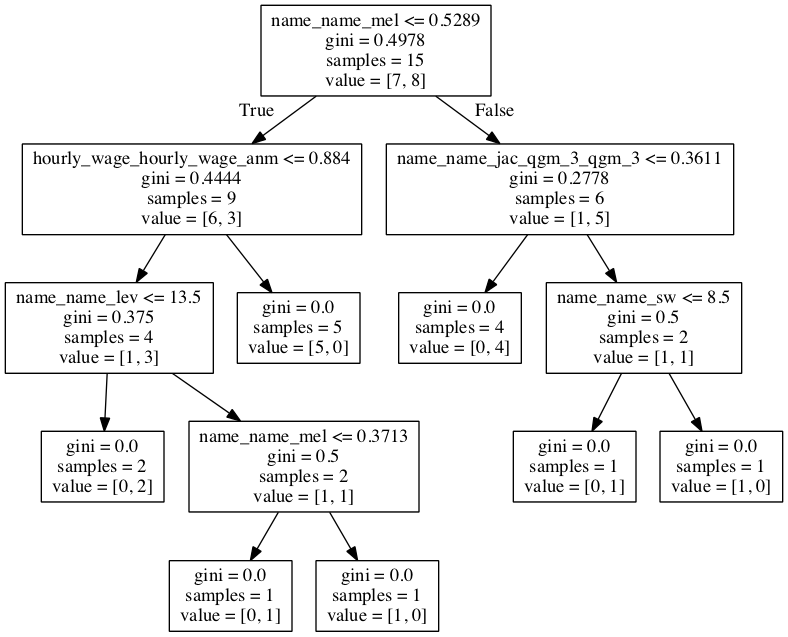 name_name_mel <= 0.5289
gini = 0.4978
samples = 15
value = [7, 8]
True
False
hourly_wage_hourly_wage_anm <= 0.884
gini = 0.4444
samples = 9
value = [6, 3]
name_name_jac_qgm_3_qgm_3 <= 0.3611
gini = 0.2778
samples = 6
value = [1, 5]
name_name_lev <= 13.5
gini = 0.375
samples = 4
value = [1, 3]
gini = 0.0
samples = 5
value = [5, 0]
gini = 0.0
samples = 4
value = [0, 4]
name_name_sw <= 8.5
gini = 0.5
samples = 2
value = [1, 1]
gini = 0.0
samples = 2
value = [0, 2]
name_name_mel <= 0.3713
gini = 0.5
samples = 2
value = [1, 1]
gini = 0.0
samples = 1
value = [0, 1]
gini = 0.0
samples = 1
value = [1, 0]
gini = 0.0
samples = 1
value = [0, 1]
gini = 0.0
samples = 1
value = [1, 0]